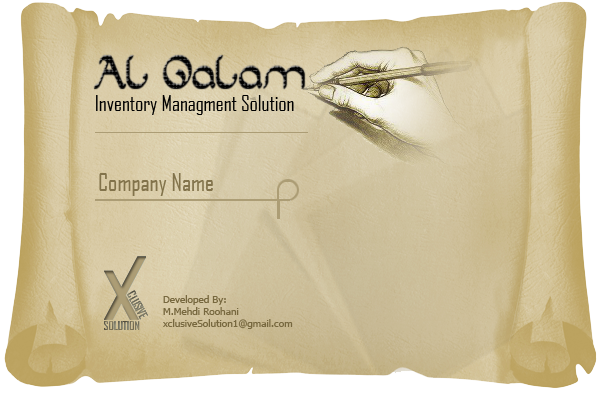 Al Qalam
Inventory Managment Solution
Company Name
Xclusive
SOLUTION
Developed By:
M.Mehdi Roohani
xclusiveSolution1@gmail.com